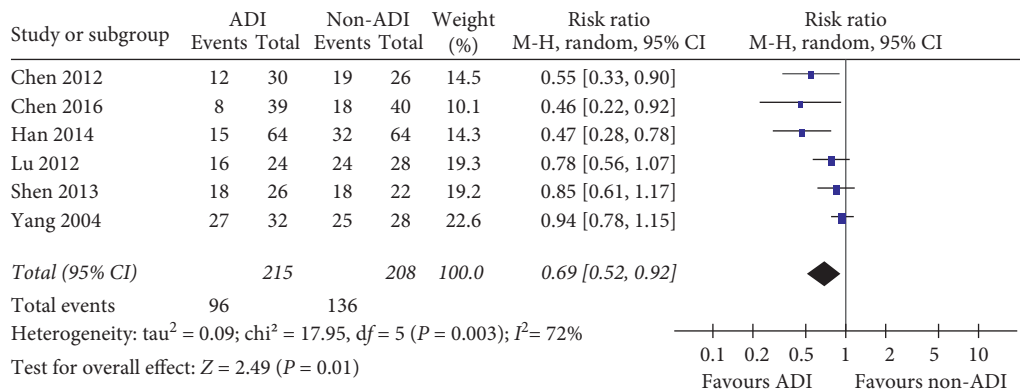 Study or subgroup ADI Non-ADI Weight (%) Risk ratio M-H, random, 95% CI Risk ratio M-H, random, 95% CI
Events Total Events Total
Chen 2012 12 30 19 26 14.5 0.55 [0.33, 0.90]
Chen 2016 8 39 18 40 10.1 0.46 [0.22, 0.92]
Han 2014 15 64 32 64 14.3 0.47 [0.28, 0.78]
Lu 2012 16 24 24 28 19.3 0.78 [0.56, 1.07]
Shen 2013 18 26 18 22 19.2 0.85 [0.61, 1.17]
Yang 2004 27 32 25 28 22.6 0.94 [0.78, 1.15]
Total (95% CI) 215 208 100.0 0.69 [0.52, 0.92]
Total events 96 136
Heterogeneity: tau² = 0.09; chi² = 17.95, df = 5 (P = 0.003); I² = 72%
Test for overall effect: Z = 2.49 (P = 0.01)
0.1 0.2 0.5 1 2 5 10
Favours ADI Favours non-ADI